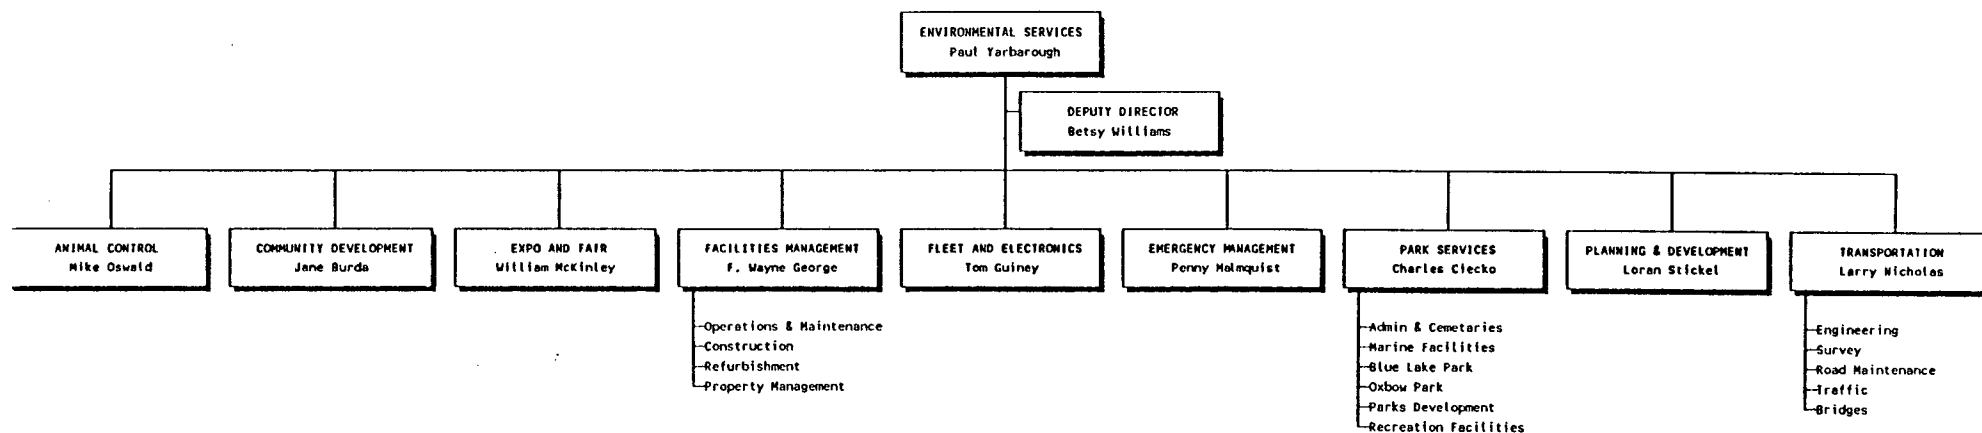 ENVIRONMENTAL SERVICES
Paul Yarbarough
DEPUTY DIRECTOR
Betsy Williams
ANIMAL CONTROL
Mike Oswald
COMMUNITY DEVELOPMENT
Jane Burda
EXPO AND FAIR
William McKinley
FACILITIES MANAGEMENT
F. Wayne George
FLEET AND ELECTRONICS
Tom Guiney
EMERGENCY MANAGEMENT
Penny Malmquist
PARK SERVICES
Charles Ciecko
PLANNING & DEVELOPMENT
Loran Stickel
TRANSPORTATION
Larry Nicholas
Operations & Maintenance
Construction
Refurbishment
Property Management
Admin & Cemetaries
Marine Facilities
Blue Lake Park
Oxbow Park
Parks Development
Recreation Facilities
Engineering
Survey
Road Maintenance
Traffic
Bridges